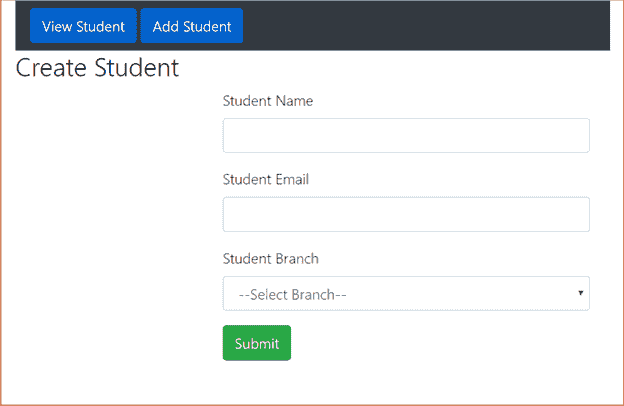 View Student Add Student
Create Student
Student Name
Student Email
Student Branch
--Select Branch--
Submit